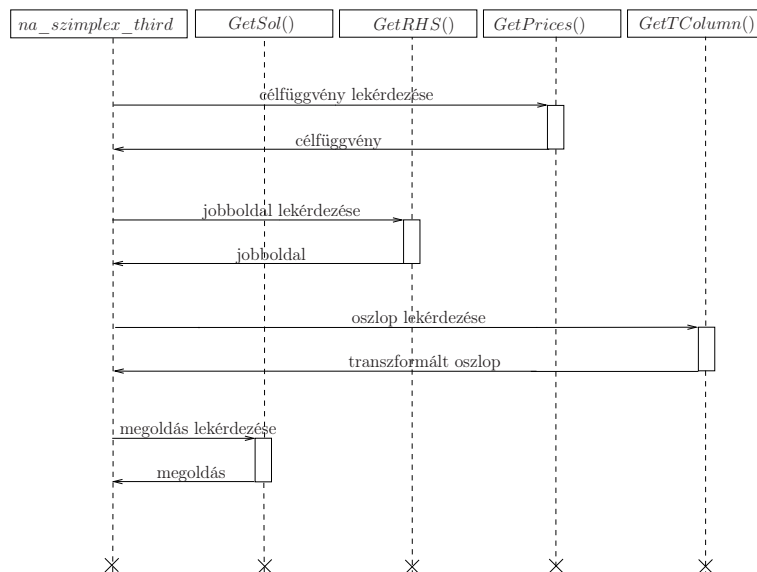 na_szimplex_third GetSol() GetRHS() GetPrices() GetTColumn()
célfüggvény lekérdezése
célfüggvény
jobboldal lekérdezése
jobboldal
oszlop lekérdezése
transzformált oszlop
megoldás lekérdezése
megoldás